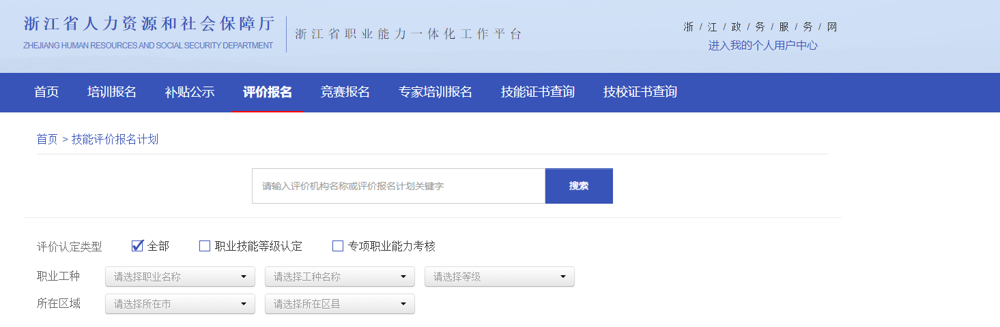 浙江省人力资源和社会保障厅
ZHEJIANG HUMAN RESOURCES AND SOCIAL SECURITY DEPARTMENT
浙江省职业能力一体化工作平台
浙 / 江 / 政 / 务 / 服 / 务 / 网
进入我的个人用户中心
首页 培训报名 补贴公示 评价报名 竞赛报名 专家培训报名 技能证书查询 技校证书查询
首页 > 技能评价报名计划
请输入评价机构名称或评价报名计划关键字 搜索
评价认定类型 全部 职业技能等级认定 专项职业能力考核
职业工种 请选择职业名称 请选择工种名称 请选择等级
所在区域 请选择所在市 请选择所在区县